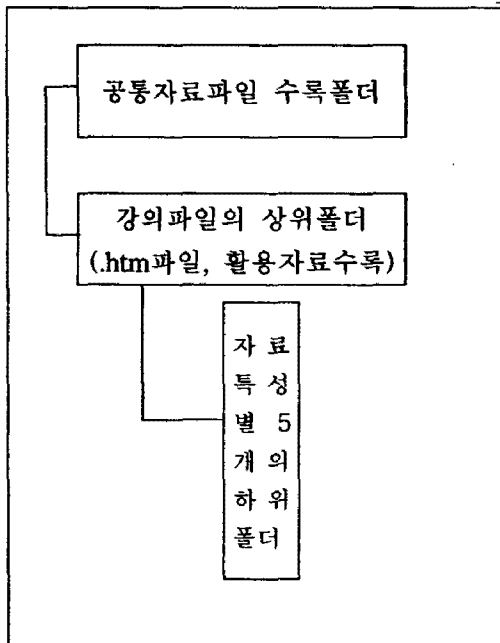 공통자료파일 수록폴더
강의파일의 상위폴더
(.htm파일, 활용자료수록)
자 료
특 성
별 5
개 의
하 위
폴더